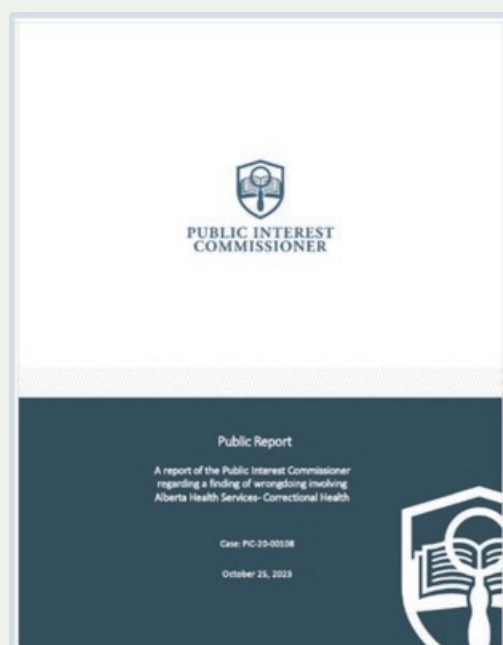 PUBLIC INTEREST
COMMISSIONER
Public Report
A report of the Public Interest Commissioner
regarding a finding of wrongdoing involving
Alberta Health Services- Correctional Health
Case: PIC-20-00108
October 25, 2023